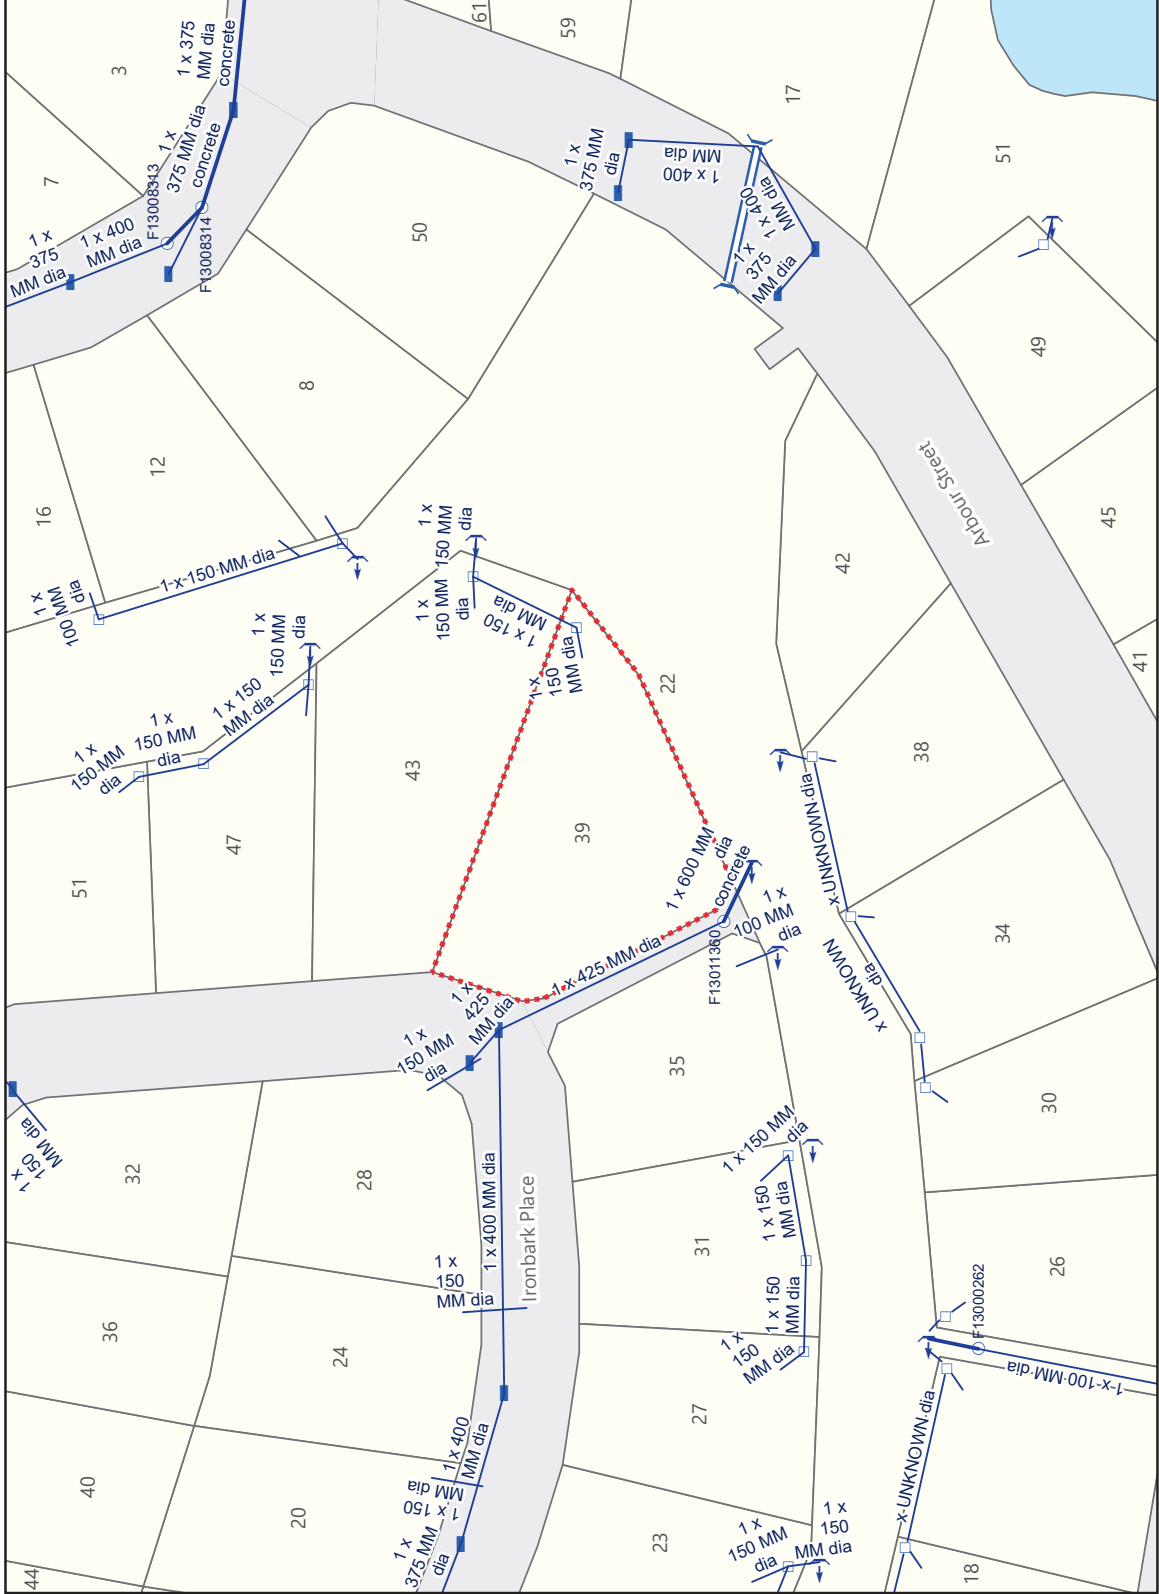 61
59
3
1 x 375
MM dia
concrete
17
1 x
375 MM dia
concrete
7
F13008313
F13008314
1 x
375
MM dia
1 x 400
MM dia
50
1 x
375 MM
dia
1 x 400
MM dia
1 x 400
MM dia
1 x
375
MM dia
51
49
8
12
16
1 x
100 MM
dia
1 x 150 MM dia
1 x
150 MM
dia
1 x
150 MM
dia
1 x 150
MM dia
1 x
150
MM dia
Arbour Street
45
42
41
22
1 x
150 MM
dia
1 x 150
MM dia
1 x
150 MM
dia
1 x
150 MM
dia
43
39
47
51
38
x UNKNOWN dia
1 x 600 MM
dia
concrete
1 x
100 MM
dia
F13011360
1 x 425 MM dia
1 x
425
MM dia
1 x
150 MM
dia
x UNKNOWN
dia
34
35
30
1 x
150
MM dia
32
28
1 x 400 MM dia
Ironbark Place
1 x 150 MM
dia
1 x 150
MM dia
1 x 150
MM dia
1 x
150
MM dia
31
26
F13000262
1 x 100 MM dia
1 x
150
MM dia
36
24
27
x UNKNOWN dia
1 x 400
MM dia
1 x 150
MM dia
40
20
1 x
375 MM
dia
23
1 x
150 MM
dia
1 x
150
MM dia
18
44